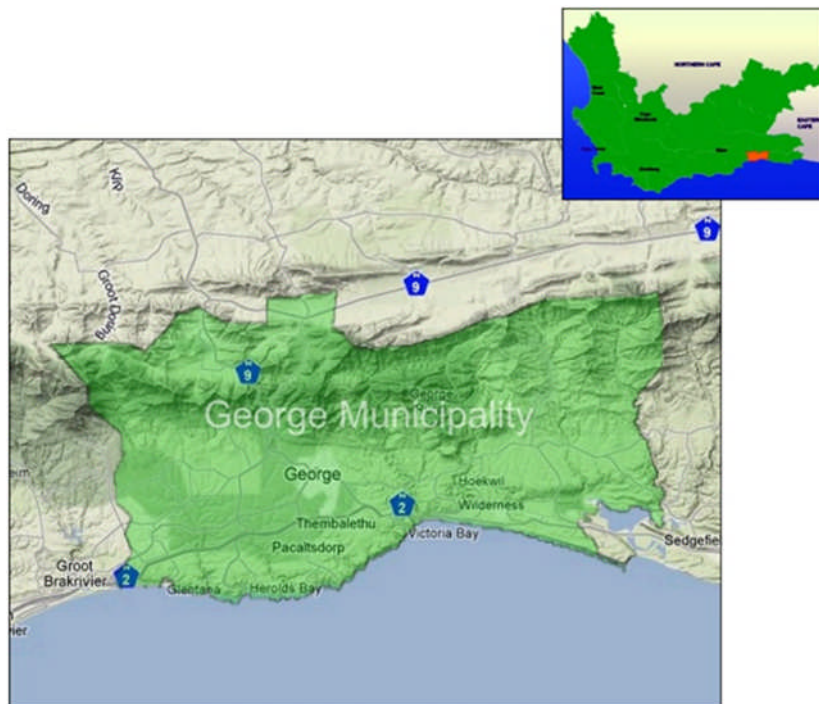 NORTHERN CAPE
EASTERN
CAPE
Doring
Klip
Groot Doring
N
9
N
9
N
9
George
George Municipality
George
Hoekwil
N
2
Wilderness
Thembalethu
Victoria Bay
Sedgefie
Pacaltsdorp
Groot
Brakrivier
N
2
Glentana
Herolds Bay